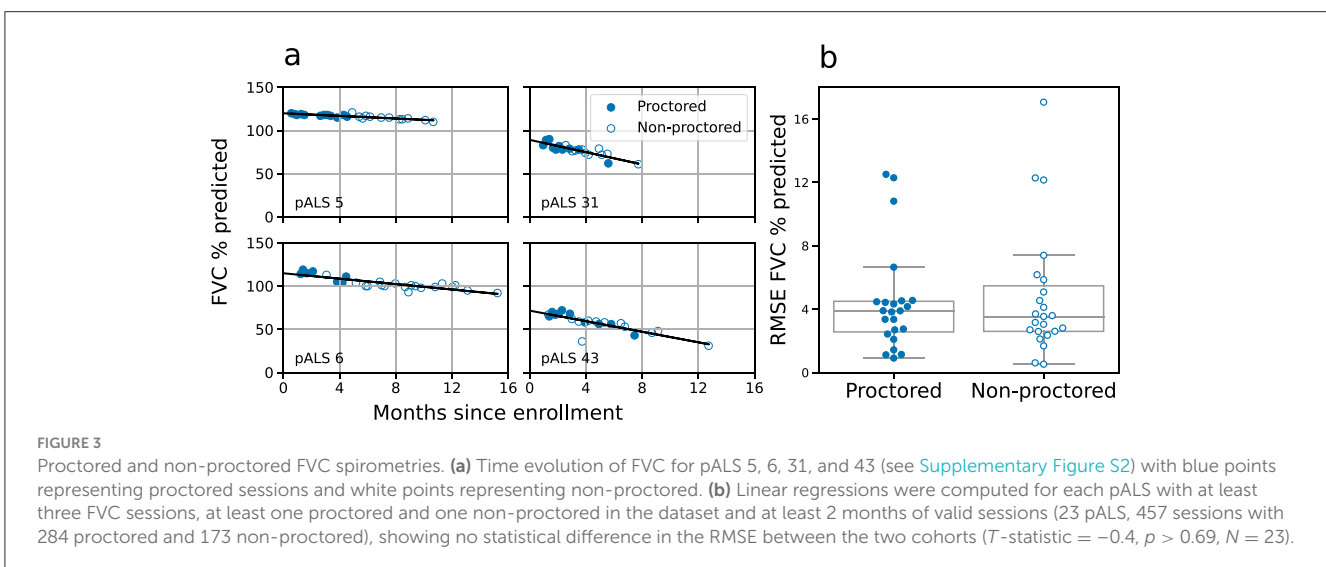 a
b
FVC % predicted
150
100
50
0
pALS 5
Proctored
Non-proctored
pALS 31
150
100
50
0
pALS 6
pALS 43
0 4 8 12 16
0 4 8 12 16
Months since enrollment
RMSE FVC % predicted
16
12
8
4
0
Proctored Non-proctored
FIGURE 3
Proctored and non-proctored FVC spirometries. (a) Time evolution of FVC for pALS 5, 6, 31, and 43 (see Supplementary Figure S2) with blue points
representing proctored sessions and white points representing non-proctored. (b) Linear regressions were computed for each pALS with at least
three FVC sessions, at least one proctored and one non-proctored in the dataset and at least 2 months of valid sessions (23 pALS, 457 sessions with
284 proctored and 173 non-proctored), showing no statistical difference in the RMSE between the two cohorts (T-statistic = −0.4, p > 0.69, N = 23).